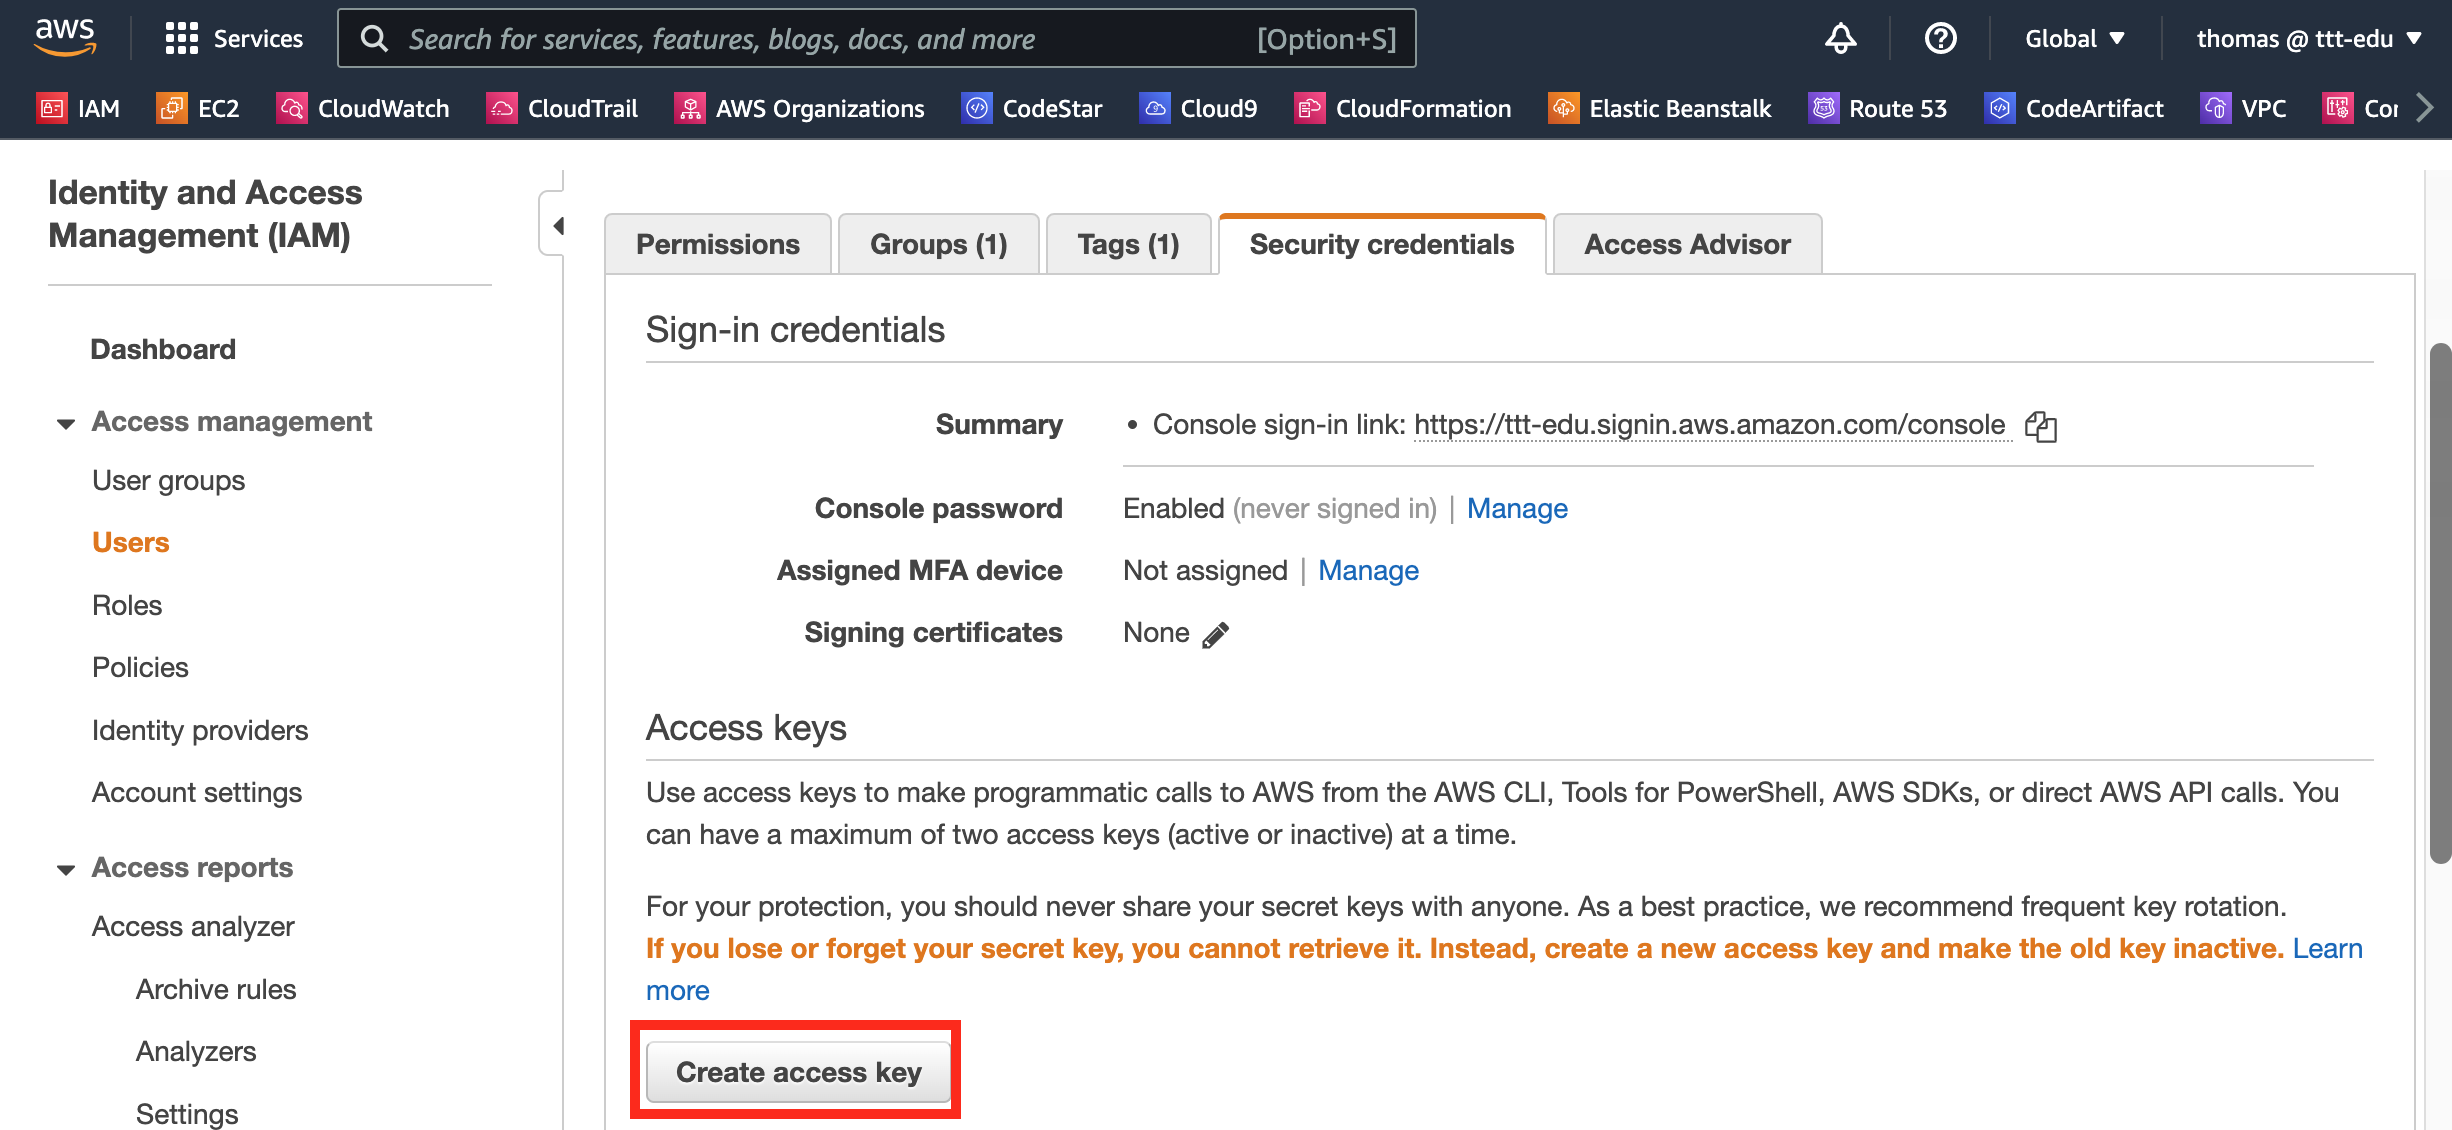 aws
Services
Search for services, features, blogs, docs, and more
[Option+S]
Global
thomas @ ttt-edu
IAM
EC2
CloudWatch
CloudTrail
AWS Organizations
CodeStar
Cloud9
CloudFormation
Elastic Beanstalk
Route 53
CodeArtifact
VPC
Identity and Access
Management (IAM)
Dashboard
Access management
User groups
Users
Roles
Policies
Identity providers
Account settings
Access reports
Access analyzer
Archive rules
Analyzers
Settings
Permissions
Groups (1)
Tags (1)
Security credentials
Access Advisor
Sign-in credentials
Summary
• Console sign-in link: https://ttt-edu.signin.aws.amazon.com/console
Console password
Enabled (never signed in) | Manage
Assigned MFA device
Not assigned | Manage
Signing certificates
None
Access keys
Use access keys to make programmatic calls to AWS from the AWS CLI, Tools for PowerShell, AWS SDKs, or direct AWS API calls. You
can have a maximum of two access keys (active or inactive) at a time.
For your protection, you should never share your secret keys with anyone. As a best practice, we recommend frequent key rotation.
If you lose or forget your secret key, you cannot retrieve it. Instead, create a new access key and make the old key inactive. Learn
more
Create access key